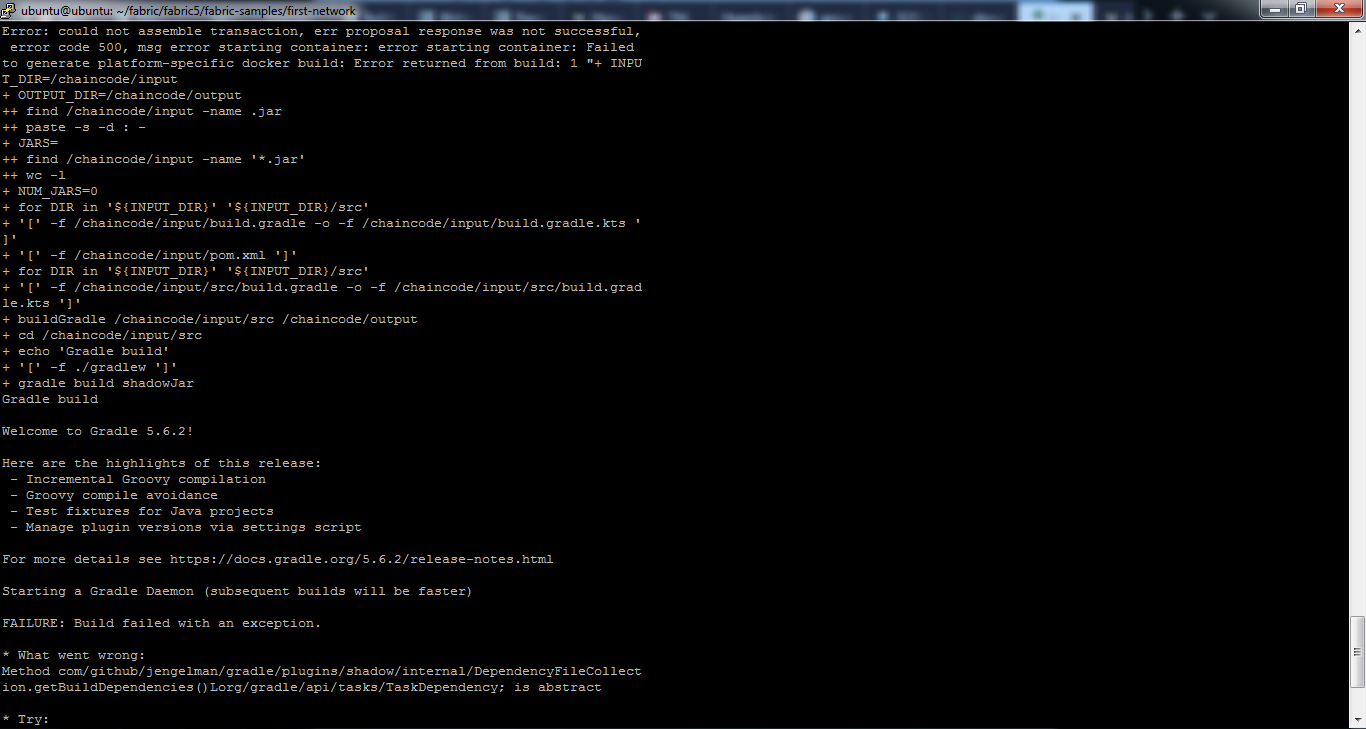 ubuntu@ubuntu: ~/fabric/fabric5/fabric-samples/first-network
Error: could not assemble transaction, err proposal response was not successful,
 error code 500, msg error starting container: error starting container: Failed
to generate platform-specific docker build: Error returned from build: 1 "+ INPU
T_DIR=/chaincode/input
+ OUTPUT_DIR=/chaincode/output
++ find /chaincode/input -name .jar
++ paste -s -d : -
+ JARS=
++ find /chaincode/input -name '*.jar'
++ wc -l
+ NUM_JARS=0
+ for DIR in '${INPUT_DIR}' '${INPUT_DIR}/src'
+ '[' -f /chaincode/input/build.gradle -o -f /chaincode/input/build.gradle.kts '
]'
+ '[' -f /chaincode/input/pom.xml ']'
+ for DIR in '${INPUT_DIR}' '${INPUT_DIR}/src'
+ '[' -f /chaincode/input/src/build.gradle -o -f /chaincode/input/src/build.grad
le.kts ']'
+ buildGradle /chaincode/input/src /chaincode/output
+ cd /chaincode/input/src
+ echo 'Gradle build'
+ '[' -f ./gradlew ']'
+ gradle build shadowJar
Gradle build

Welcome to Gradle 5.6.2!

Here are the highlights of this release:
 - Incremental Groovy compilation
 - Groovy compile avoidance
 - Test fixtures for Java projects
 - Manage plugin versions via settings script

For more details see https://docs.gradle.org/5.6.2/release-notes.html

Starting a Gradle Daemon (subsequent builds will be faster)

FAILURE: Build failed with an exception.

* What went wrong:
Method com/github/jengelman/gradle/plugins/shadow/internal/DependencyFileCollect
ion.getBuildDependencies()Lorg/gradle/api/tasks/TaskDependency; is abstract

* Try: